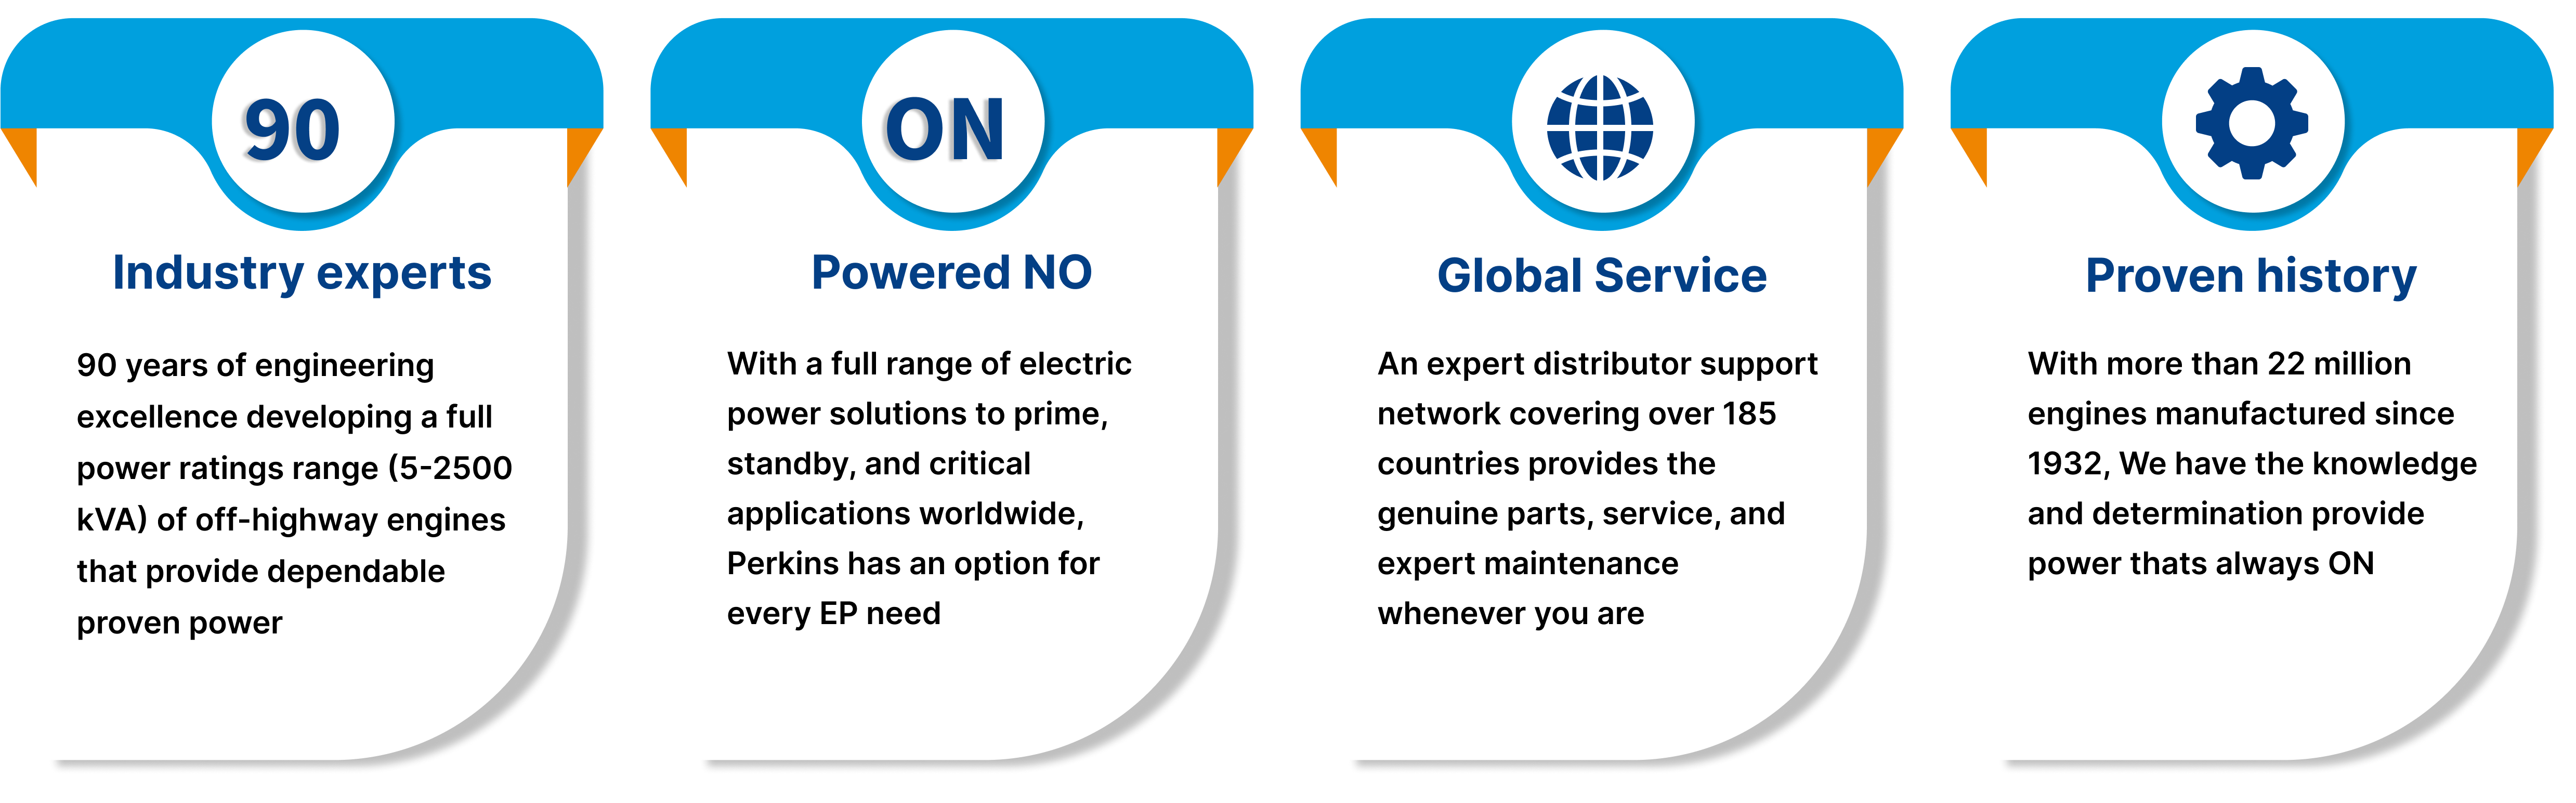 90
Industry experts
90 years of engineering
excellence developing a full
power ratings range (5-2500
kVA) of off-highway engines
that provide dependable
proven power
ON
Powered NO
With a full range of electric
power solutions to prime,
standby, and critical
applications worldwide,
Perkins has an option for
every EP need
Global Service
An expert distributor support
network covering over 185
countries provides the
genuine parts, service, and
expert maintenance
whenever you are
Proven history
With more than 22 million
engines manufactured since
1932, We have the knowledge
and determination provide
power thats always ON